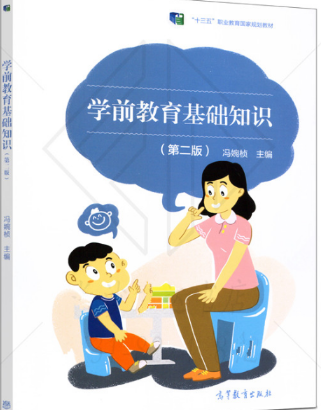 "十三五"职业教育国家规划教材
学前教育基础知识
（第二版） 冯婉桢 主编
学前教育基础知识
（第二版）
冯婉桢 主编
高等教育出版社